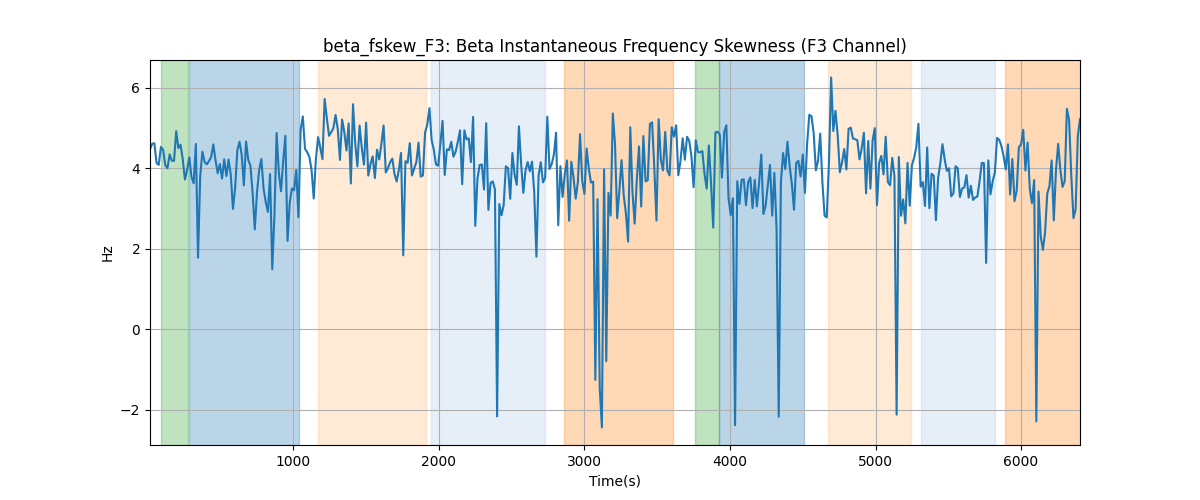 beta_fskew_F3: Beta Instantaneous Frequency Skewness (F3 Channel)
6
4
2
0
−2
Hz
1000 2000 3000 4000 5000 6000
Time(s)